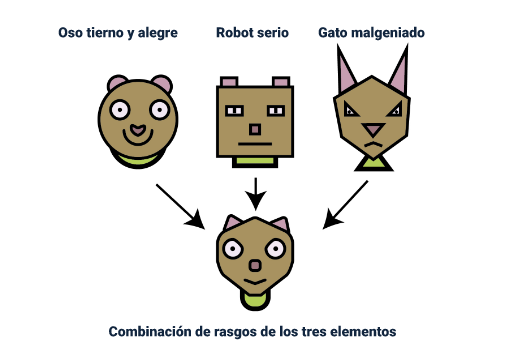 Oso tierno y alegre
Robot serio
Gato malgeniado
Combinación de rasgos de los tres elementos